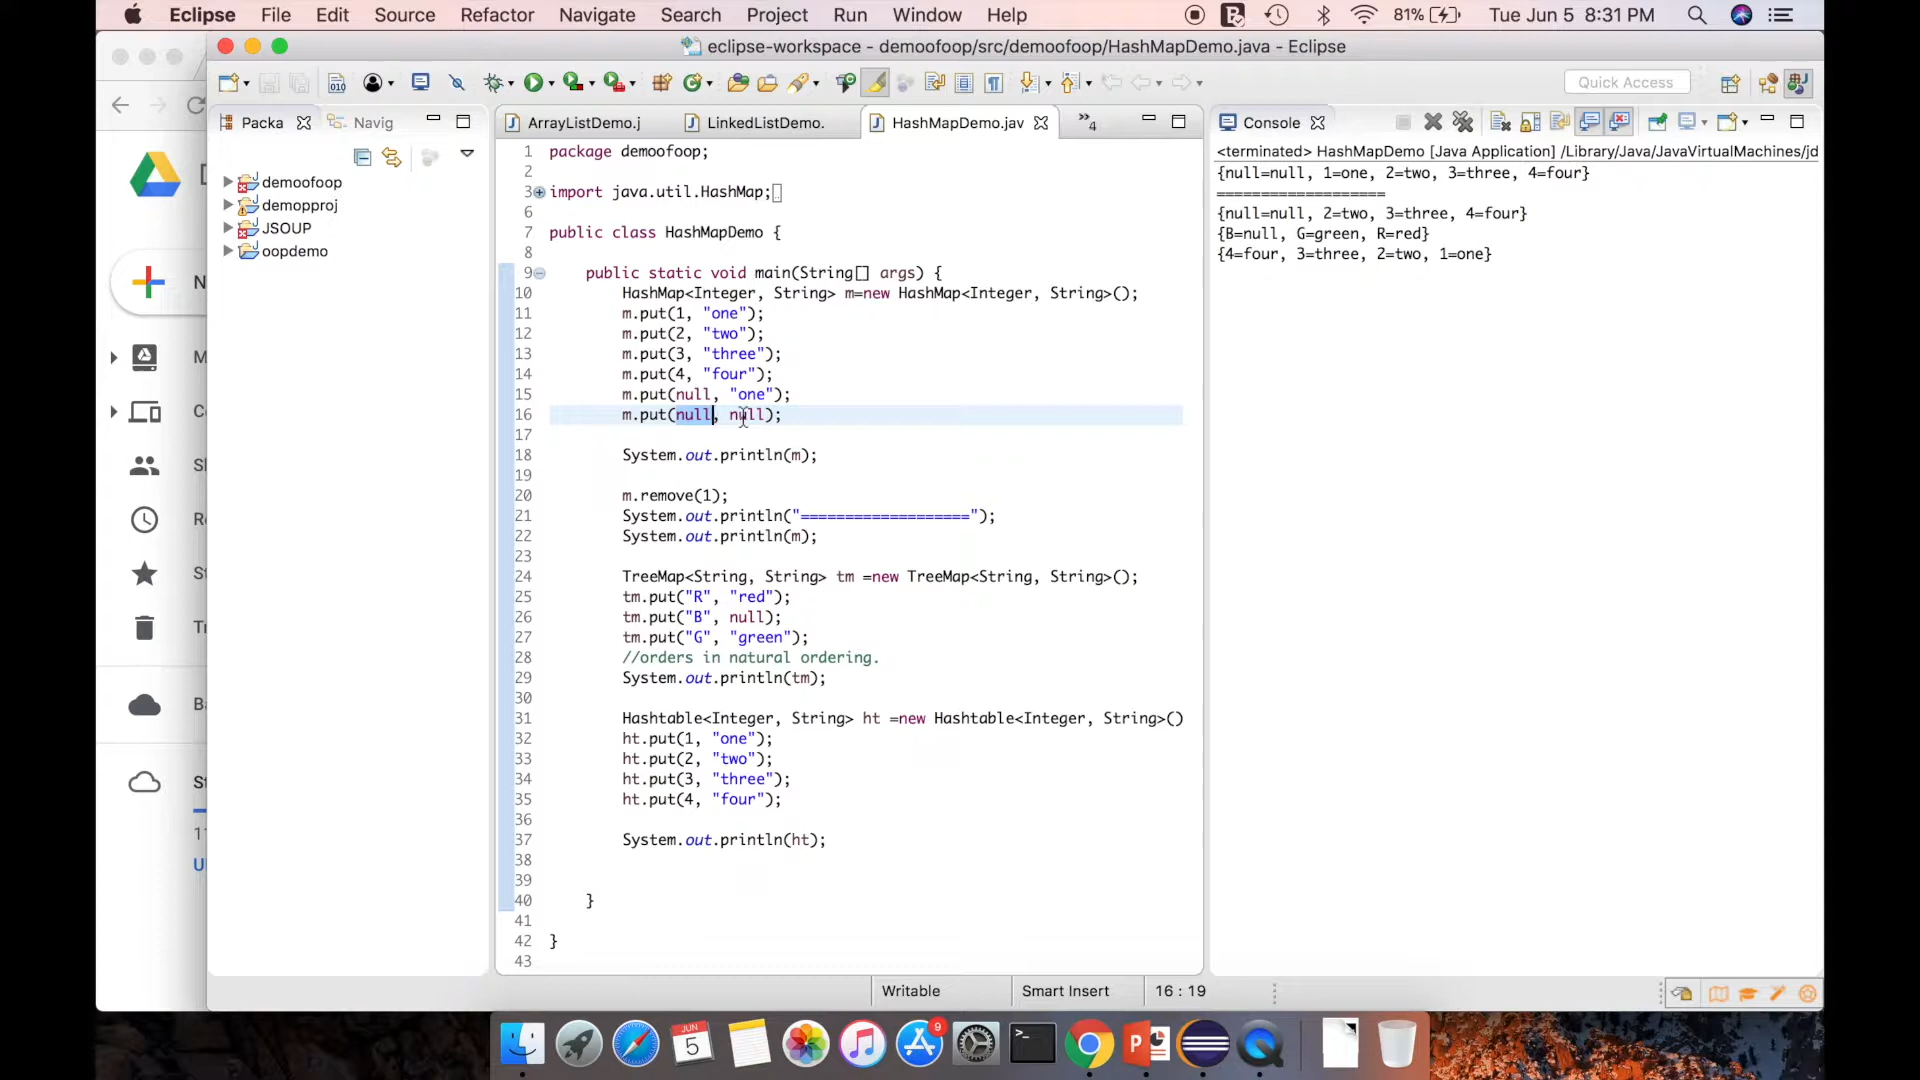 Eclipse File Edit Source Refactor Navigate Search Project Run Window Help 81% Tue Jun 5 8:31 PM
eclipse-workspace - demoofoop/src/demoofoop/HashMapDemo.java - Eclipse
Quick Access
Packa Navig
demoofoop
demopproj
JSOUP
oopdemo
ArrayListDemo.j LinkedListDemo. HashMapDemo.jav »4
1 package demoofoop;
2
3 import java.util.HashMap;
6
7 public class HashMapDemo {
8
9 public static void main(String[] args) {
10 HashMap<Integer, String> m=new HashMap<Integer, String>();
11 m.put(1, "one");
12 m.put(2, "two");
13 m.put(3, "three");
14 m.put(4, "four");
15 m.put(null, "one");
16 m.put(null, null);
17
18 System.out.println(m);
19
20 m.remove(1);
21 System.out.println("===================");
22 System.out.println(m);
23
24 TreeMap<String, String> tm =new TreeMap<String, String>();
25 tm.put("R", "red");
26 tm.put("B", null);
27 tm.put("G", "green");
28 //orders in natural ordering.
29 System.out.println(tm);
30
31 Hashtable<Integer, String> ht =new Hashtable<Integer, String>()
32 ht.put(1, "one");
33 ht.put(2, "two");
34 ht.put(3, "three");
35 ht.put(4, "four");
36
37 System.out.println(ht);
38
39
40 }
41
42 }
43
Console
<terminated> HashMapDemo [Java Application] /Library/Java/JavaVirtualMachines/jd
{null=null, 1=one, 2=two, 3=three, 4=four}
===================
{null=null, 2=two, 3=three, 4=four}
{B=null, G=green, R=red}
{4=four, 3=three, 2=two, 1=one}
Writable Smart Insert 16 : 19
JUN
5
9